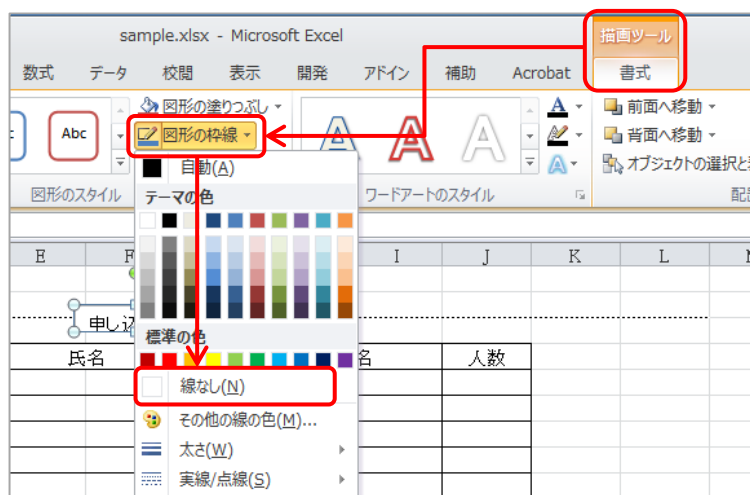 sample.xlsx - Microsoft Excel
描画ツール
数式 データ 校閲 表示 開発 アドイン 補助 Acrobat 書式
Abc
図形の塗りつぶし
図形の枠線
A A A
A
A
前面へ移動
背面へ移動
オブジェクトの選択と
図形のスタイル
ワードアートのスタイル
自動(A)
テーマの色
E F I J K L
申し込
標準の色
氏名
名
人数
線なし(N)
その他の線の色(M)...
太さ(W)
実線/点線(S)